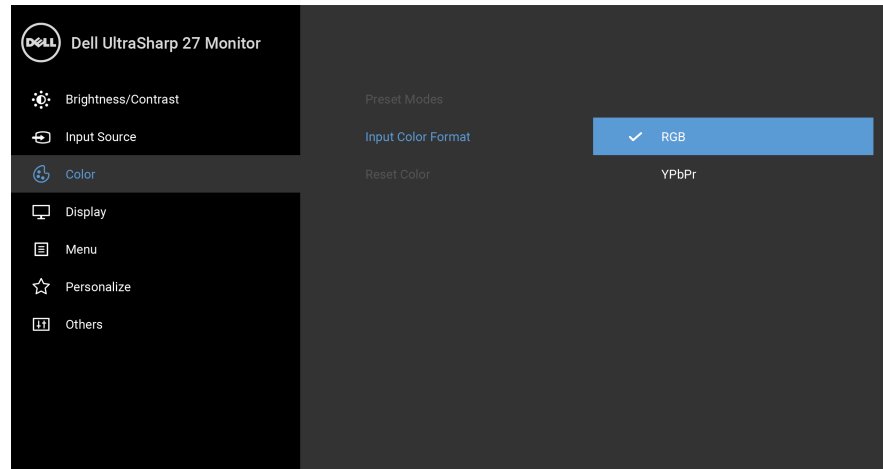 DELL
Dell UltraSharp 27 Monitor
Brightness/Contrast
Input Source
Color
Display
Menu
Personalize
Others
Preset Modes
Input Color Format
Reset Color
RGB
YPbPr